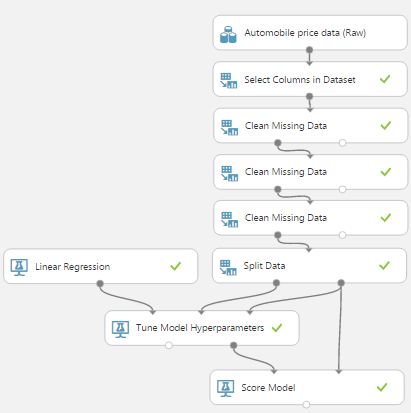 Automobile price data (Raw)
Select Columns in Dataset
Clean Missing Data
Clean Missing Data
Clean Missing Data
Linear Regression
Split Data
Tune Model Hyperparameters
Score Model